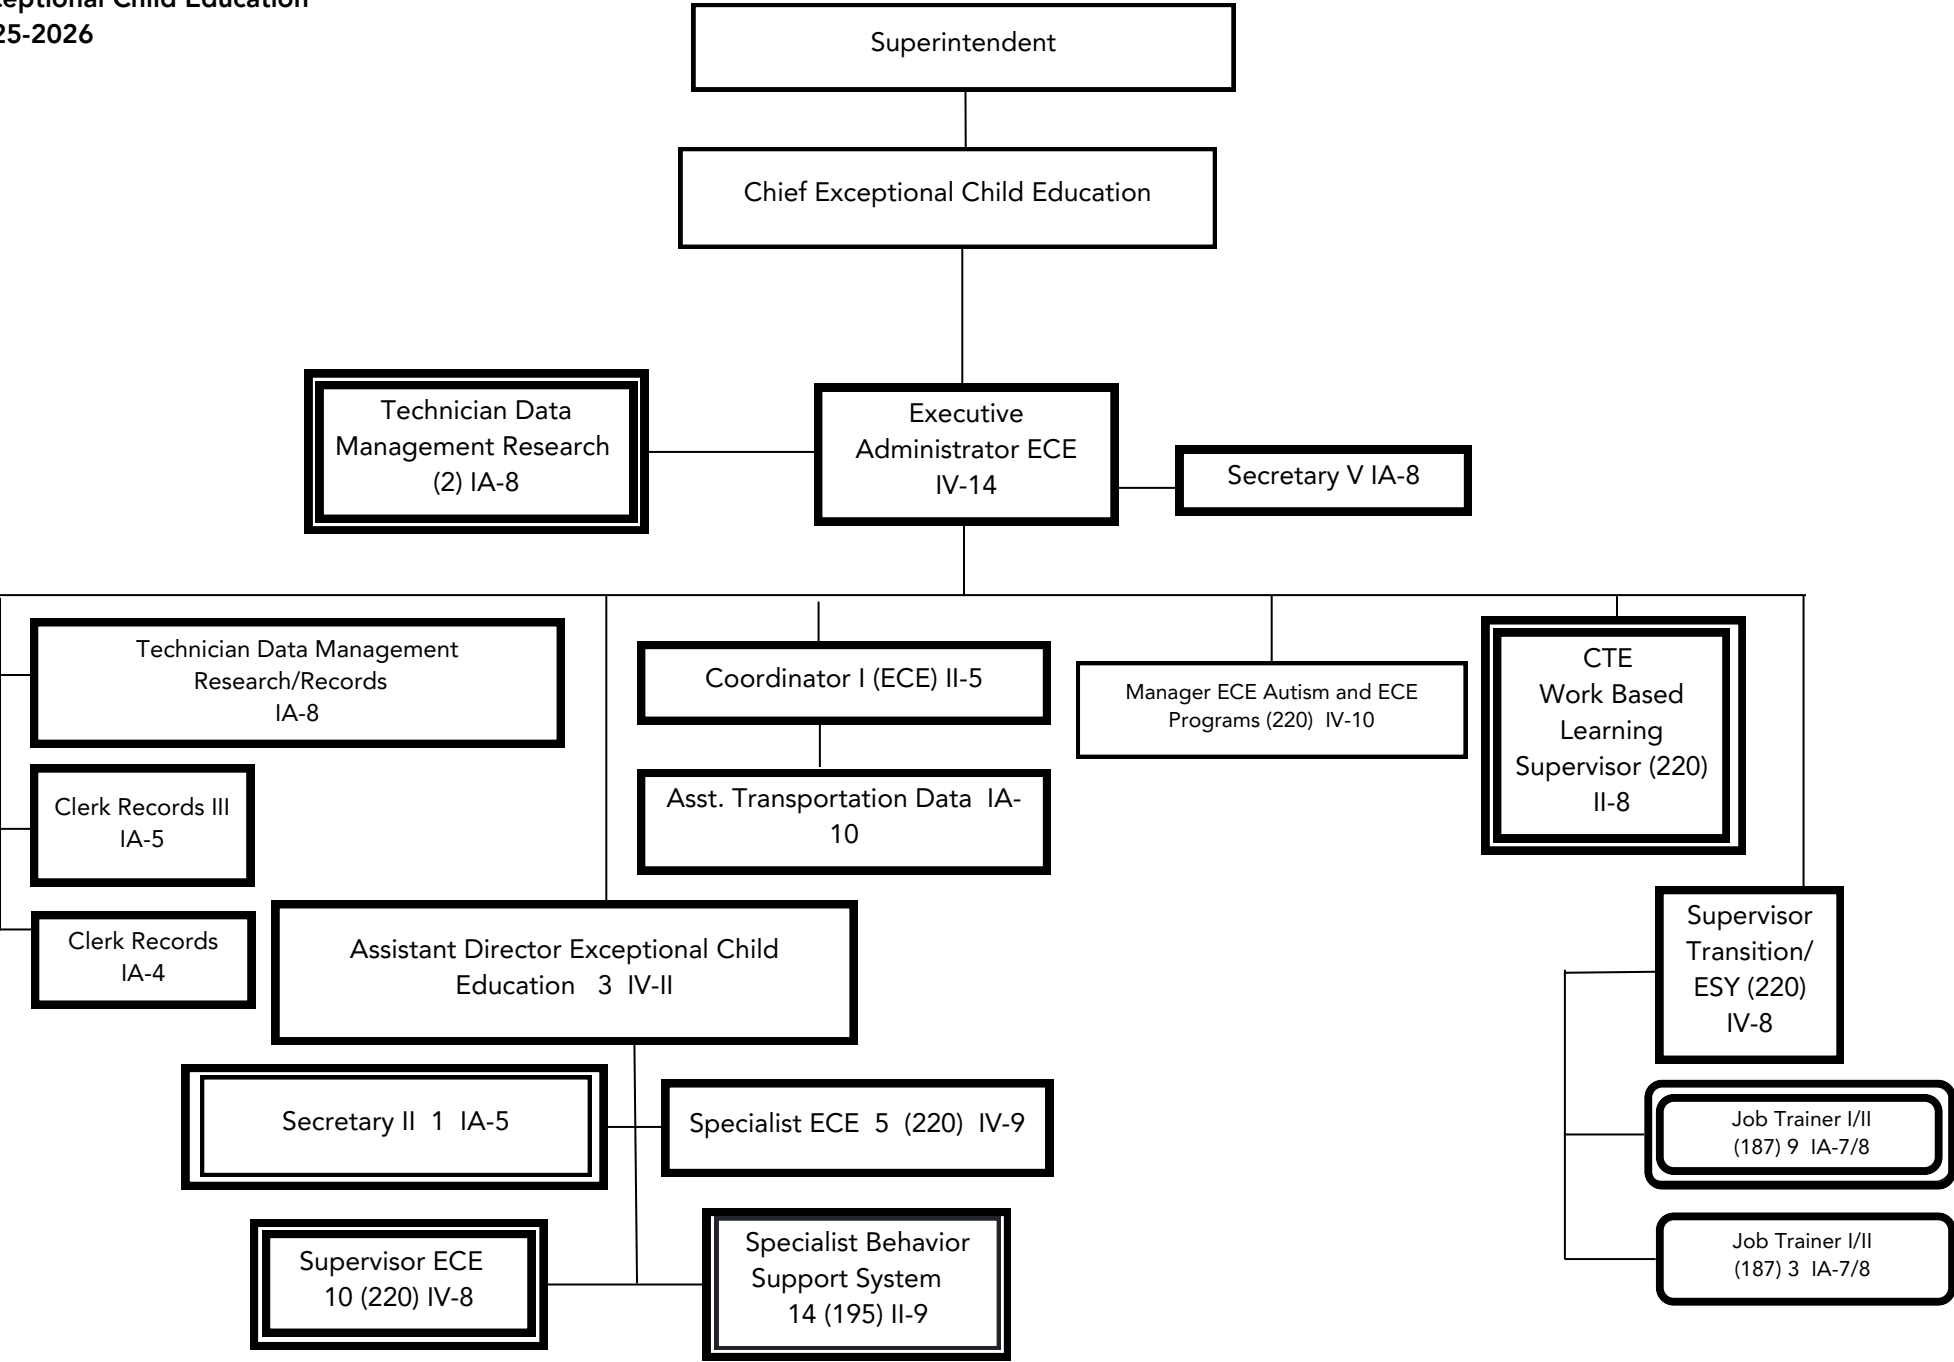 Child Education
2026
Superintendent
Chief Exceptional Child Education
Technician Data
Management Research
(2) IA-8
Executive
Administrator ECE
IV-14
Secretary V IA-8
Technician Data Management
Research/Records
IA-8
Clerk Records III
IA-5
Clerk Records
IA-4
Coordinator I (ECE) II-5
Asst. Transportation Data IA-
10
Manager ECE Autism and ECE
Programs (220) IV-10
CTE
Work Based
Learning
Supervisor (220)
II-8
Assistant Director Exceptional Child
Education 3 IV-II
Secretary II 1 IA-5
Specialist ECE 5 (220) IV-9
Supervisor ECE
10 (220) IV-8
Specialist Behavior
Support System
14 (195) II-9
Supervisor
Transition/
ESY (220)
IV-8
Job Trainer I/II
(187) 9 IA-7/8
Job Trainer I/II
(187) 3 IA-7/8